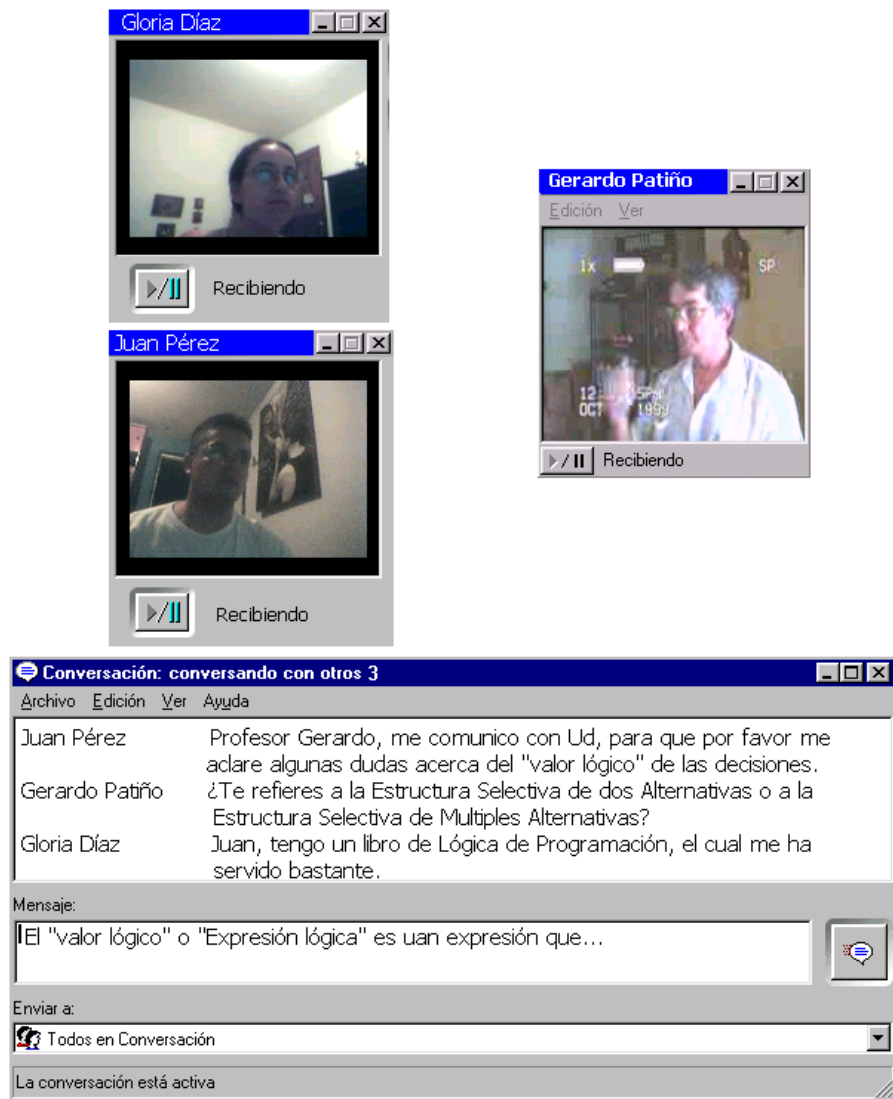 Gloria Díaz
Recibiendo
Gerardo Patiño
Edición Ver
1x SP
12 5PM
OCT 1999
Recibiendo
Juan Pérez
Recibiendo
Conversación: conversando con otros 3
Archivo Edición Ver Ayuda
Juan Pérez Profesor Gerardo, me comunico con Ud, para que por favor me
aclare algunas dudas acerca del "valor lógico" de las decisiones.
Gerardo Patiño ¿Te refieres a la Estructura Selectiva de dos Alternativas o a la
Estructura Selectiva de Multiples Alternativas?
Gloria Díaz Juan, tengo un libro de Lógica de Programación, el cual me ha
servido bastante.
Mensaje:
El "valor lógico" o "Expresión lógica" es uan expresión que...
Enviar a:
Todos en Conversación
La conversación está activa